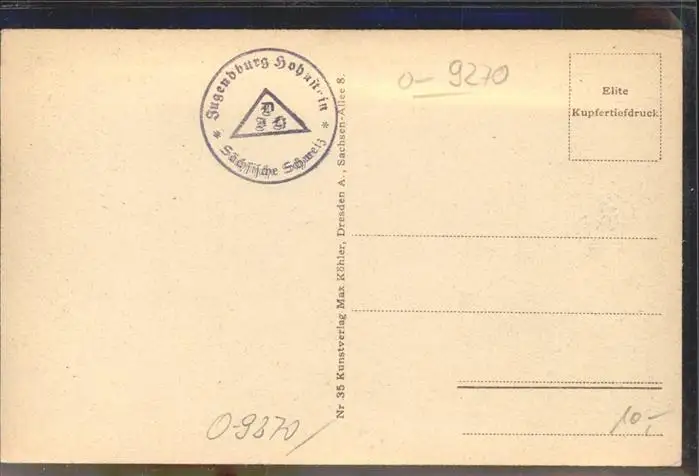 Jugendburg Hohnstein
D
J H
* Sächsische Schweiz *
0- 9270
Elite
Kupfertiefdruck
Nr 35 Kunstverlag Max Köhler, Dresden A., Sachsen-Allee 8.
0-9870/
10,-